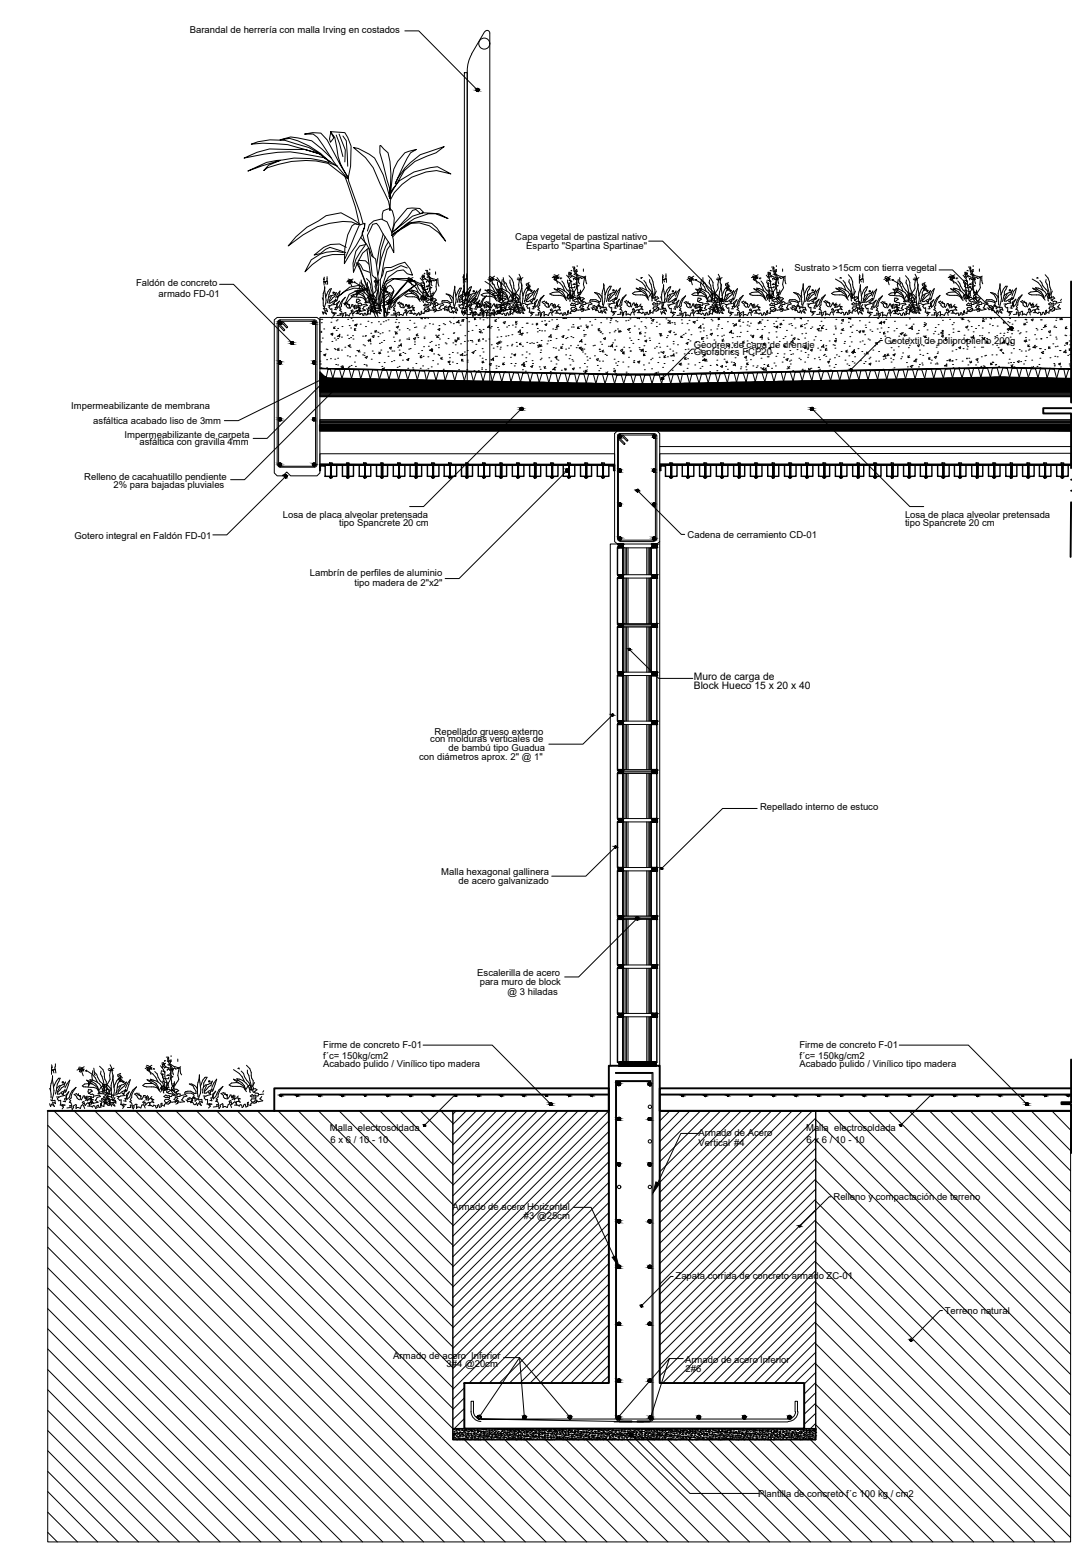 Barandal de herrería con malla Irving en costados
Capa vegetal de pastizal nativo
Esparto "Spartina Spartinae"
Sustrato >15cm con tierra vegetal
Faldón de concreto
armado FD-01
Geodren de capa de drenaje
Geofabrics PCP20
Geotextil de polipropileno 200g
Impermeabilizante de membrana
asfáltica acabado liso de 3mm
Impermeabilizante de carpeta
asfáltica con gravilla 4mm
Relleno de cacahuatillo pendiente
2% para bajadas pluviales
Losa de placa alveolar pretensada
tipo Spancrete 20 cm
Losa de placa alveolar pretensada
tipo Spancrete 20 cm
Gotero integral en Faldón FD-01
Cadena de cerramiento CD-01
Lambrín de perfiles de aluminio
tipo madera de 2"x2"
Muro de carga de
Block Hueco 15 x 20 x 40
Repellado grueso externo
con molduras verticales de
de bambú tipo Guadua
con diámetros aprox. 2" @ 1"
Repellado interno de estuco
Malla hexagonal gallinera
de acero galvanizado
Escalerilla de acero
para muro de block
@ 3 hiladas
Firme de concreto F-01
f´c= 150kg/cm2
Acabado pulido / Vinílico tipo madera
Firme de concreto F-01
f´c= 150kg/cm2
Acabado pulido / Vinílico tipo madera
Malla electrosoldada
6 x 6 / 10 - 10
Malla electrosoldada
6 x 6 / 10 - 10
Armado de Acero
Vertical #4
Relleno y compactación de terreno
Armado de acero Horizontal
#3 @25cm
Zapata corrida de concreto armado ZC-01
Terreno natural
Armado de acero Inferior
3#4 @20cm
Armado de acero Inferior
2#6
Plantilla de concreto f´c 100 kg / cm2